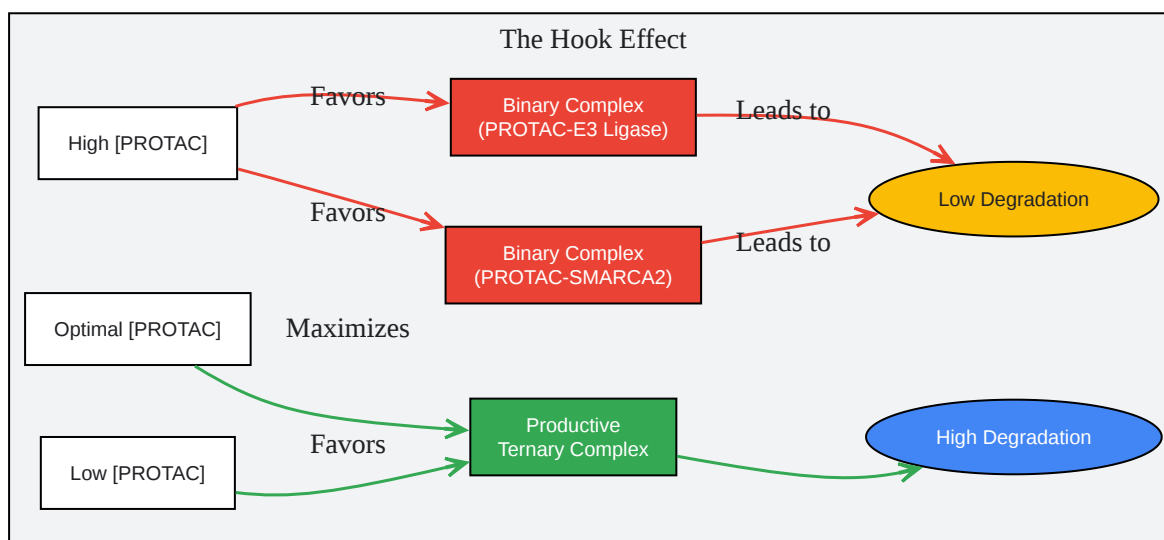 The Hook Effect
High [PROTAC]
Favors
Favors
Binary Complex
(PROTAC-E3 Ligase)
Leads to
Binary Complex
(PROTAC-SMARCA2)
Leads to
Low Degradation
Optimal [PROTAC]
Maximizes
Low [PROTAC]
Favors
Productive
Ternary Complex
High Degradation